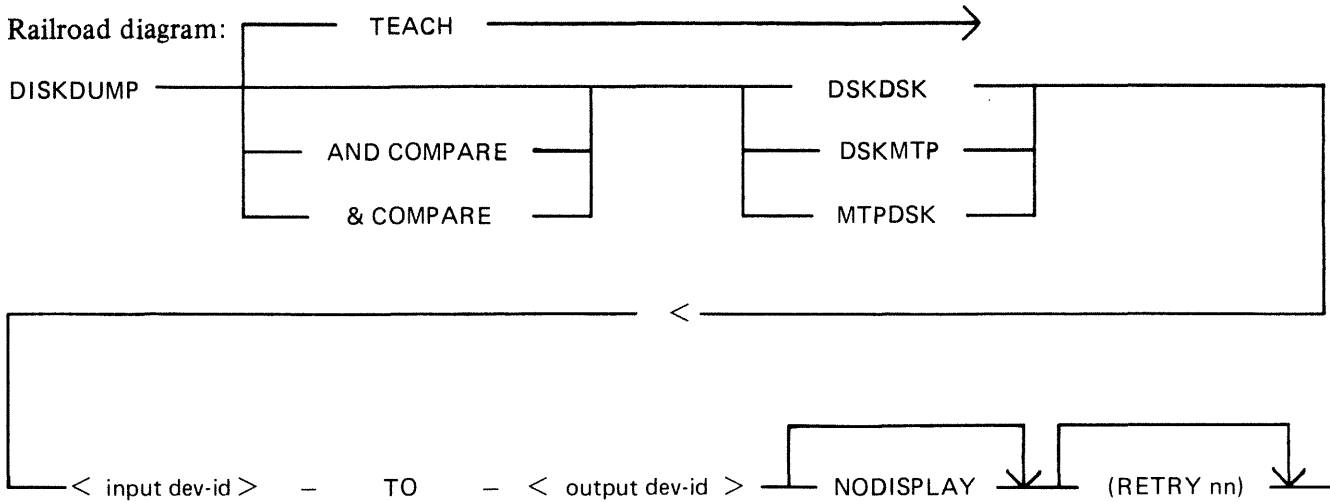 Railroad diagram:
TEACH
DISKDUMP
DSKDSK
AND COMPARE
DSKMTP
& COMPARE
MTPDSK
<
< input dev-id > – TO – < output dev-id > NODISPLAY (RETRY nn)